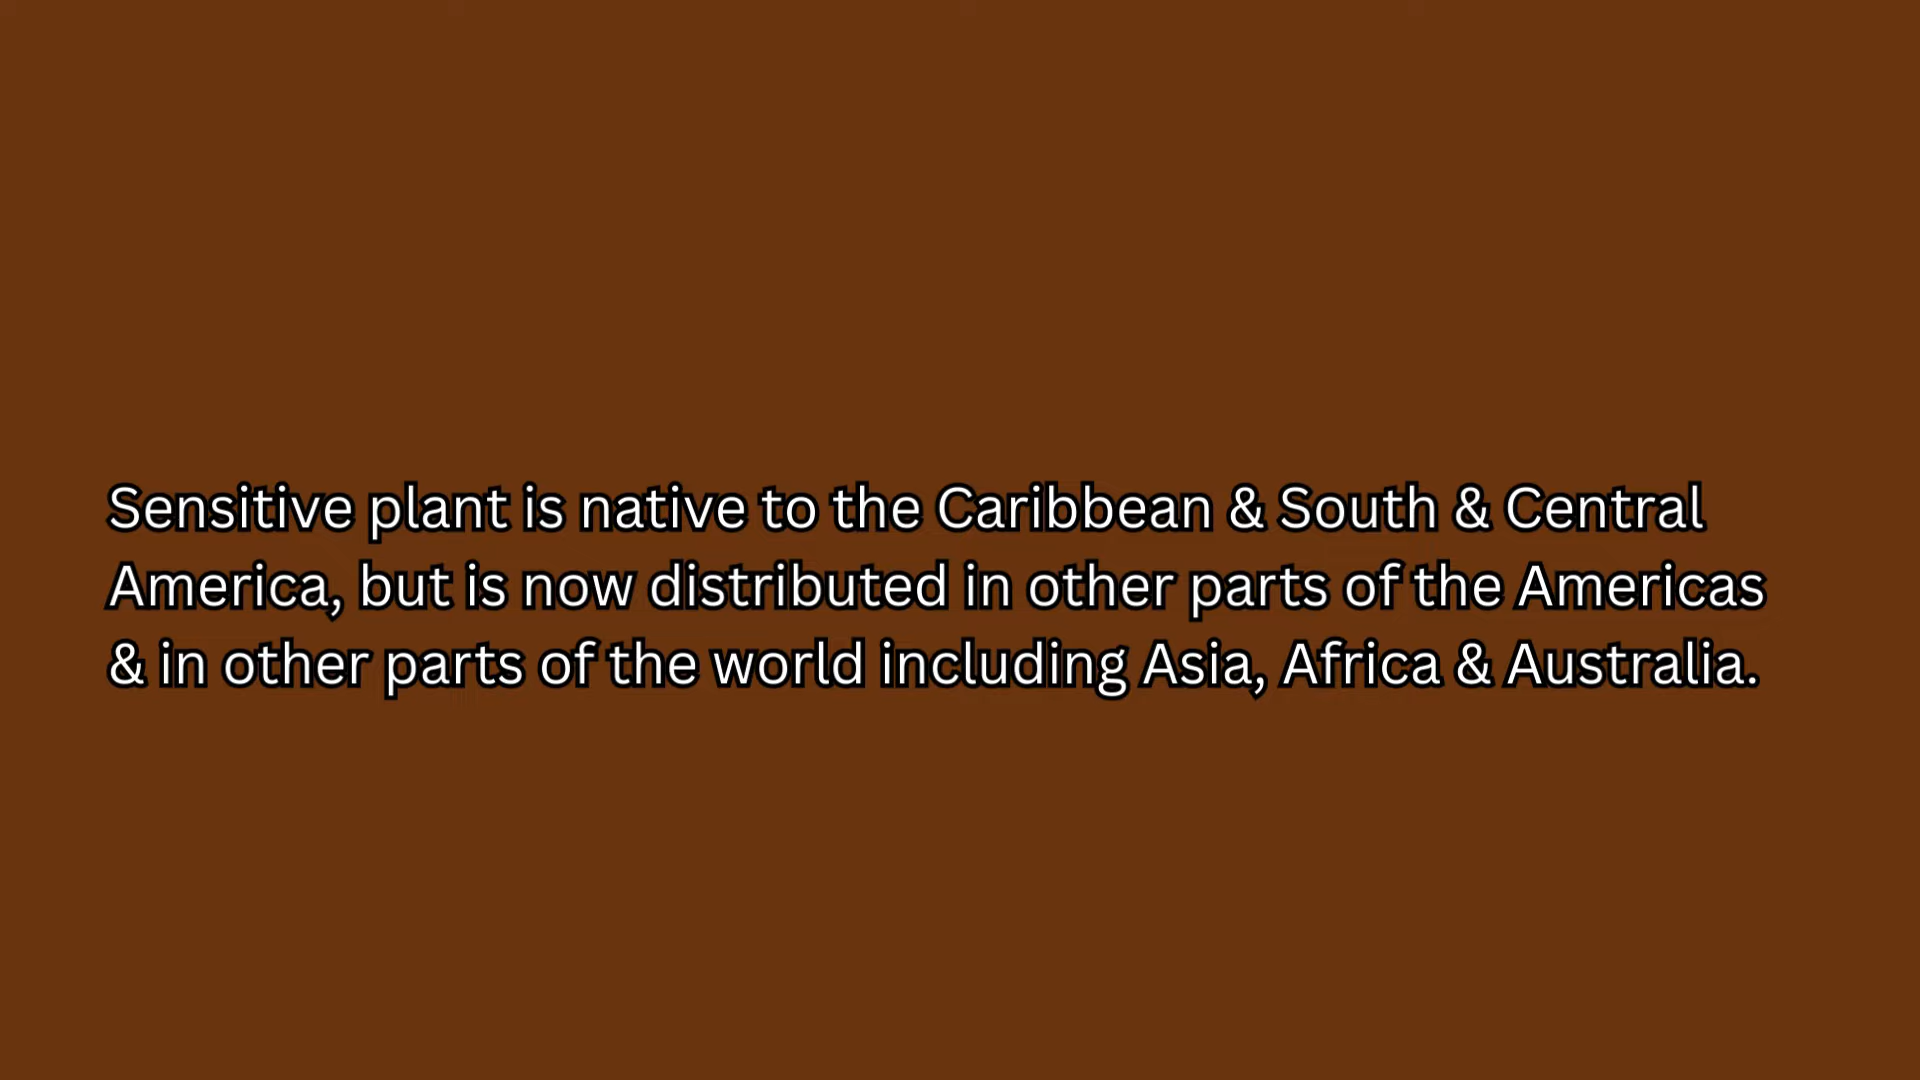 Sensitive plant is native to the Caribbean & South & Central
America, but is now distributed in other parts of the Americas
& in other parts of the world including Asia, Africa & Australia.